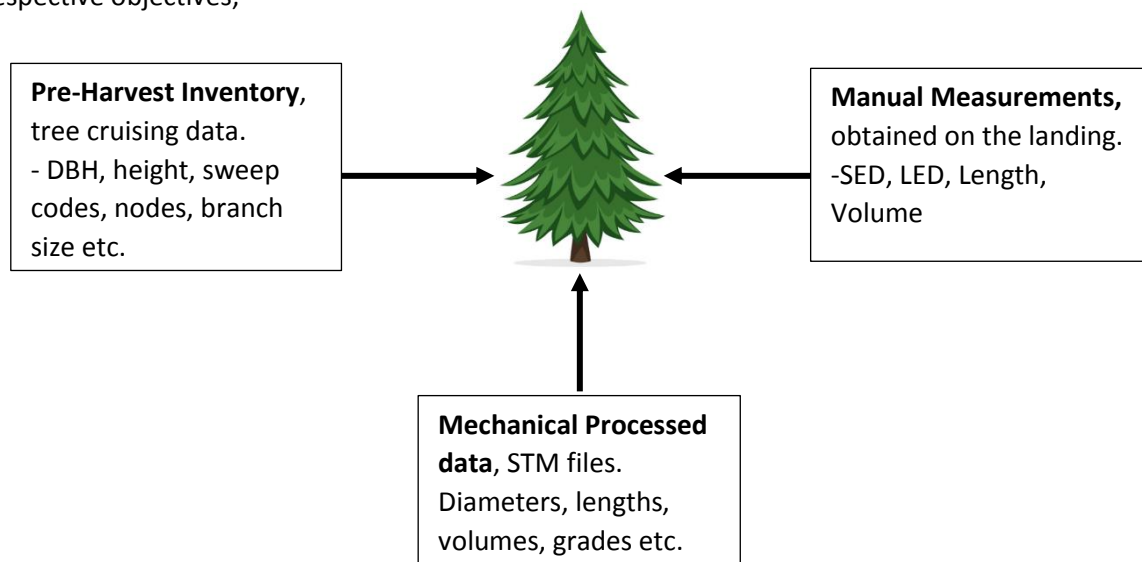 espective objectives,
Pre-Harvest Inventory,
tree cruising data.
- DBH, height, sweep
codes, nodes, branch
size etc.
Manual Measurements,
obtained on the landing.
-SED, LED, Length,
Volume
Mechanical Processed
data, STM files.
Diameters, lengths,
volumes, grades etc.